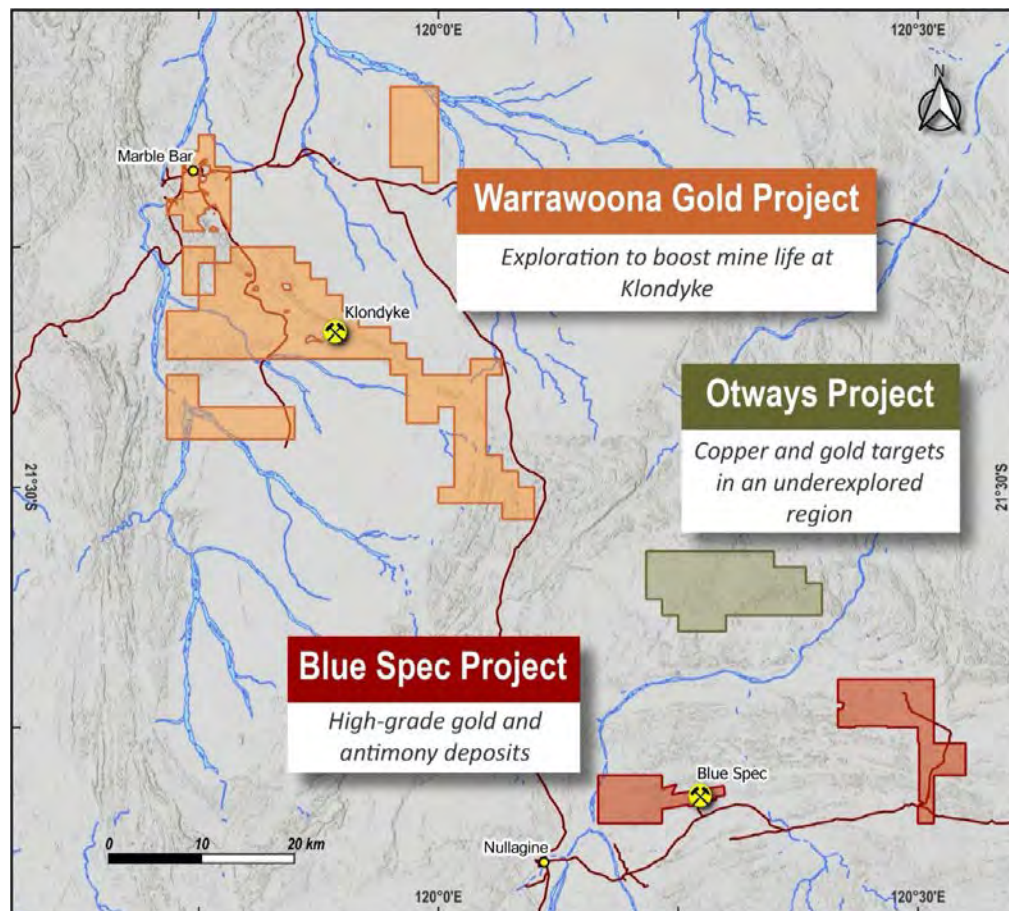 120°0'E
120°30'E
N
Marble Bar
Warrawoona Gold Project
Exploration to boost mine life at
Klondyke
Klondyke
Otways Project
Copper and gold targets
in an underexplored
region
21°30'S
21°30'S
Blue Spec Project
High-grade gold and
antimony deposits
Blue Spec
Nullagine
0 10 20 km
120°0'E
120°30'E